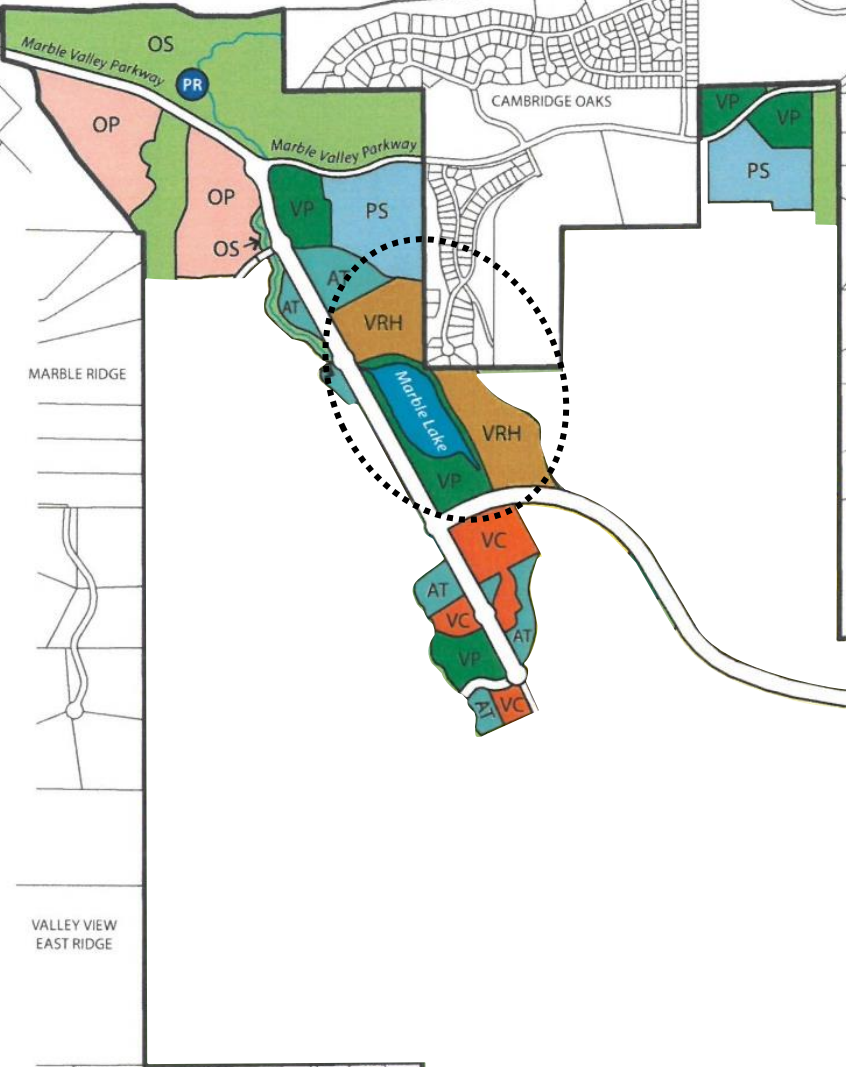 OS
Marble Valley Parkway
PR
OP
CAMBRIDGE OAKS
VP
VP
Marble Valley Parkway
PS
OP
VP
PS
OS
AT
AT
VRH
MARBLE RIDGE
Marble Lake
VRH
VP
VC
AT
VC
AT
VP
AT
VC
VALLEY VIEW
EAST RIDGE